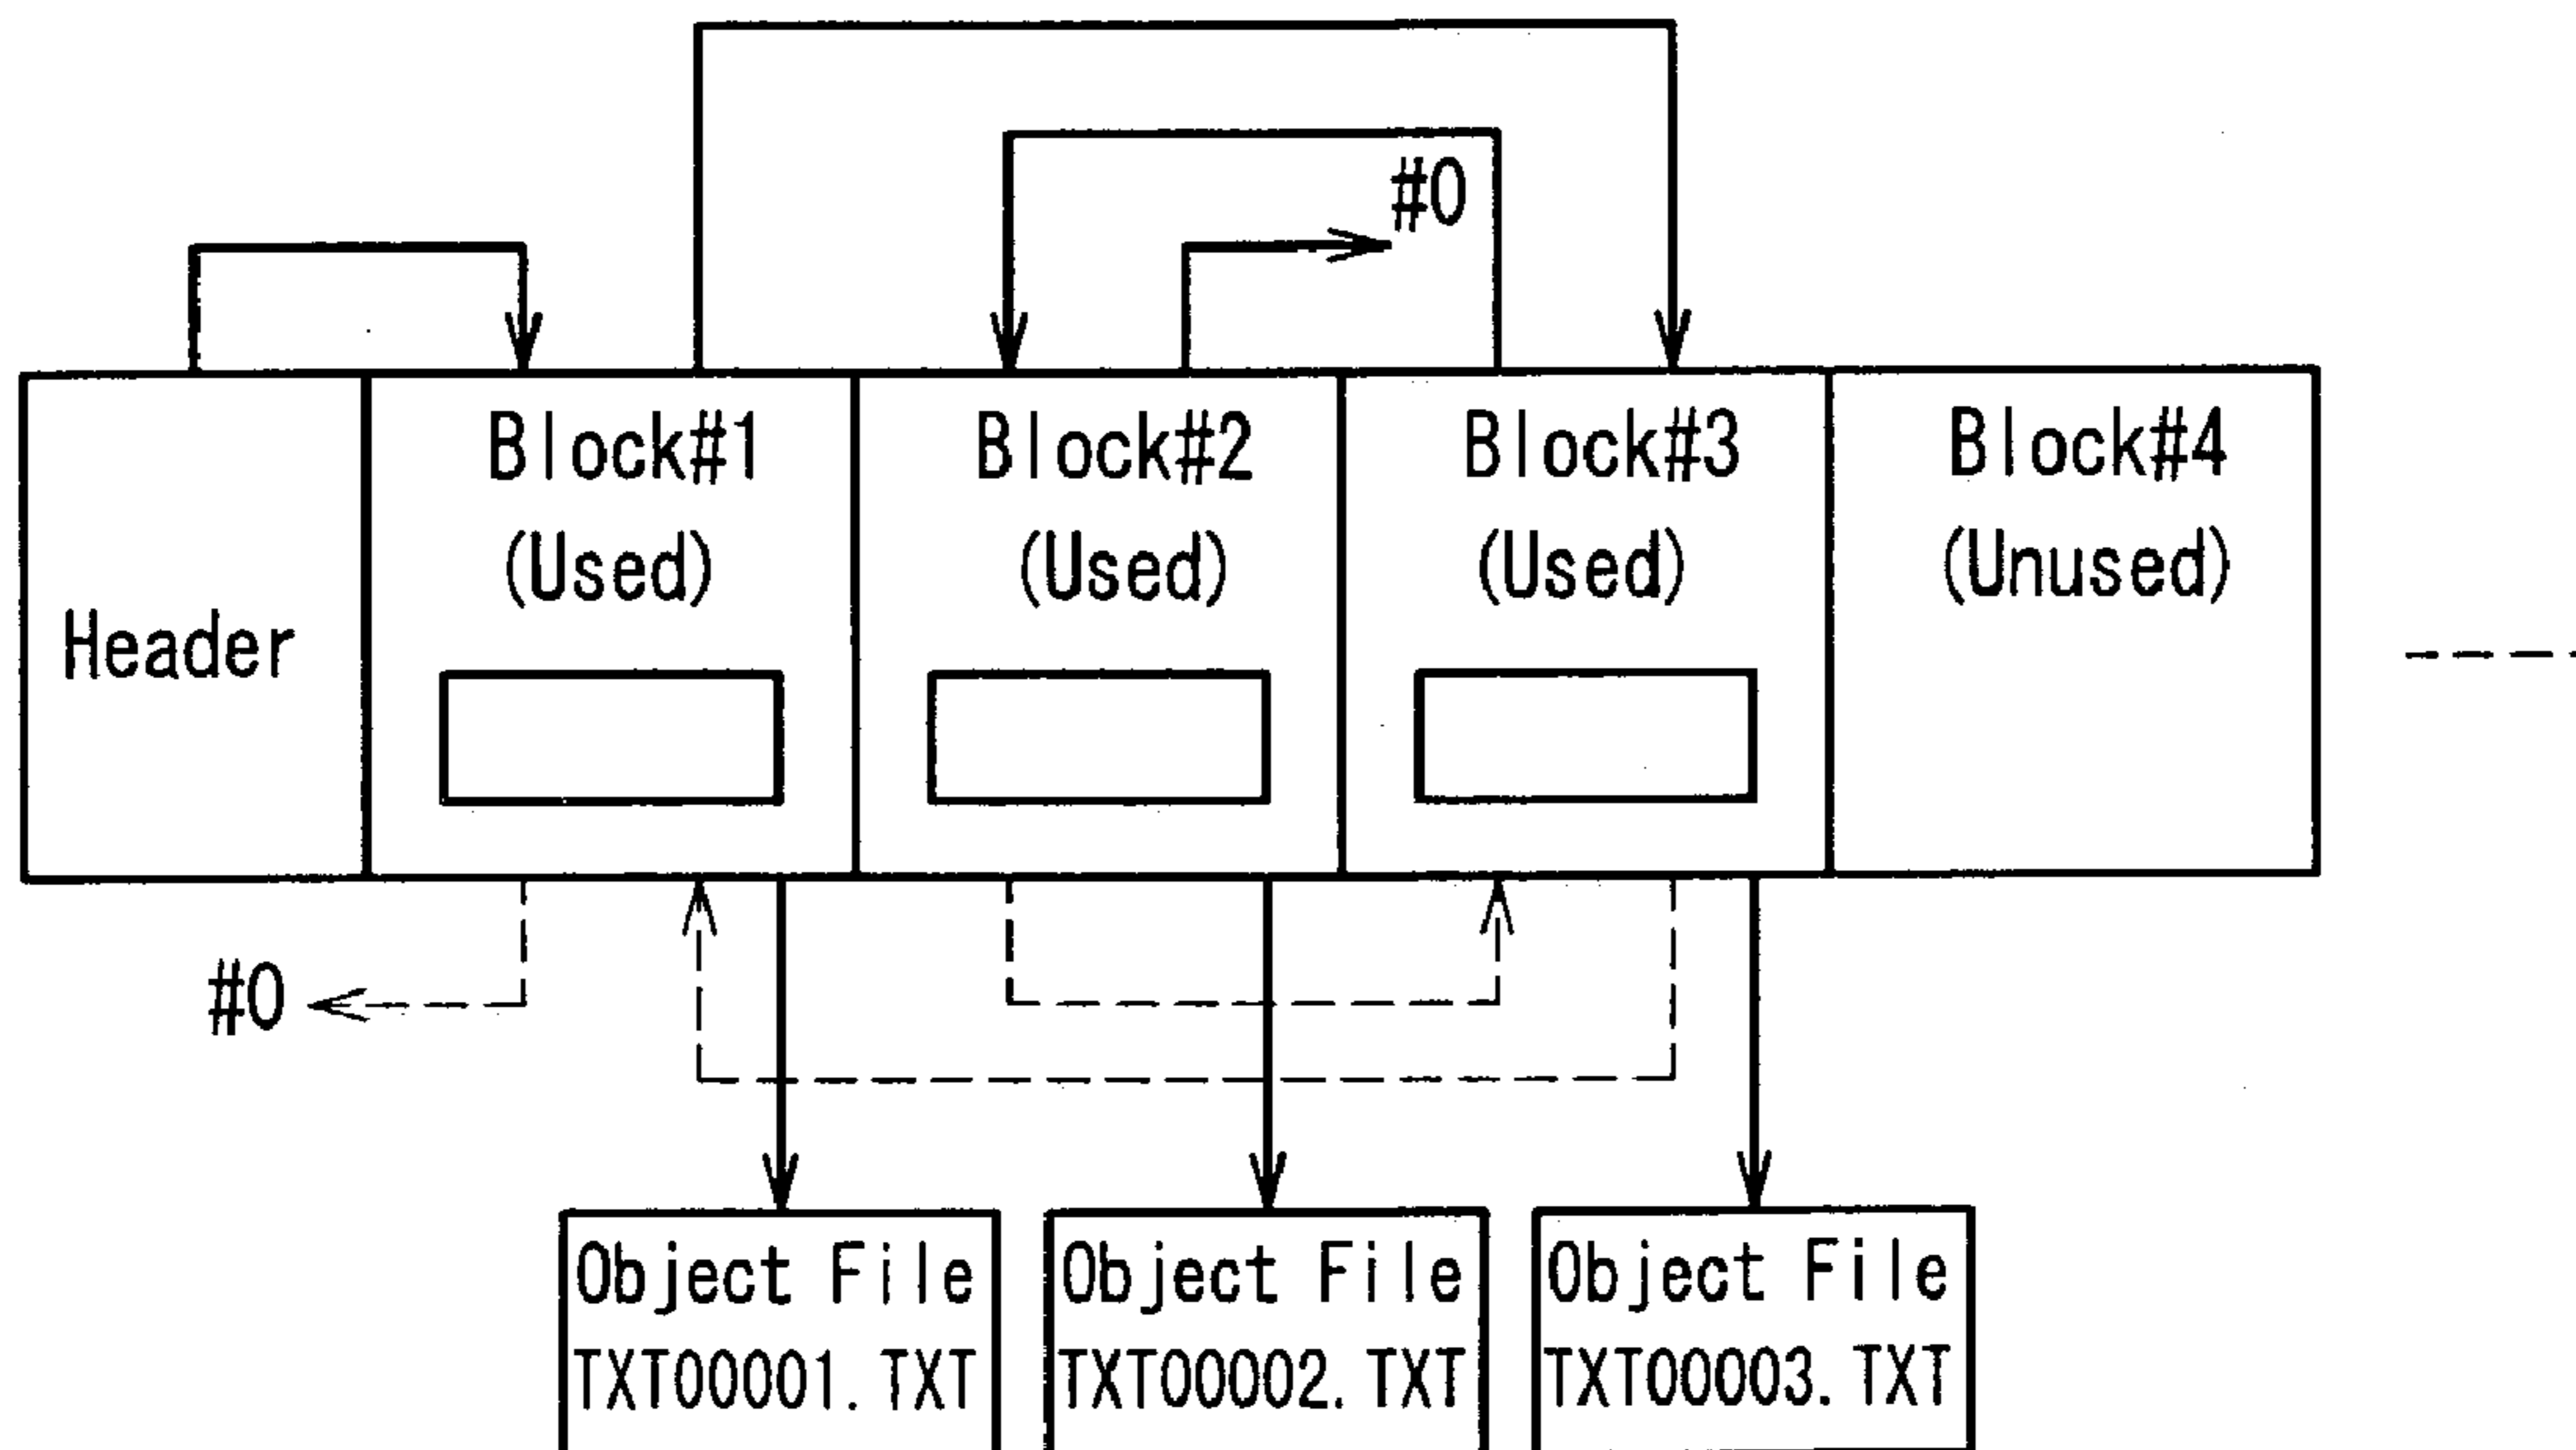 #0
Block#1
(Used)
Block#2
(Used)
Block#3
(Used)
Block#4
(Unused)
Header
#0
Object File
TXT00001.TXT
Object File
TXT00002.TXT
Object File
TXT00003.TXT